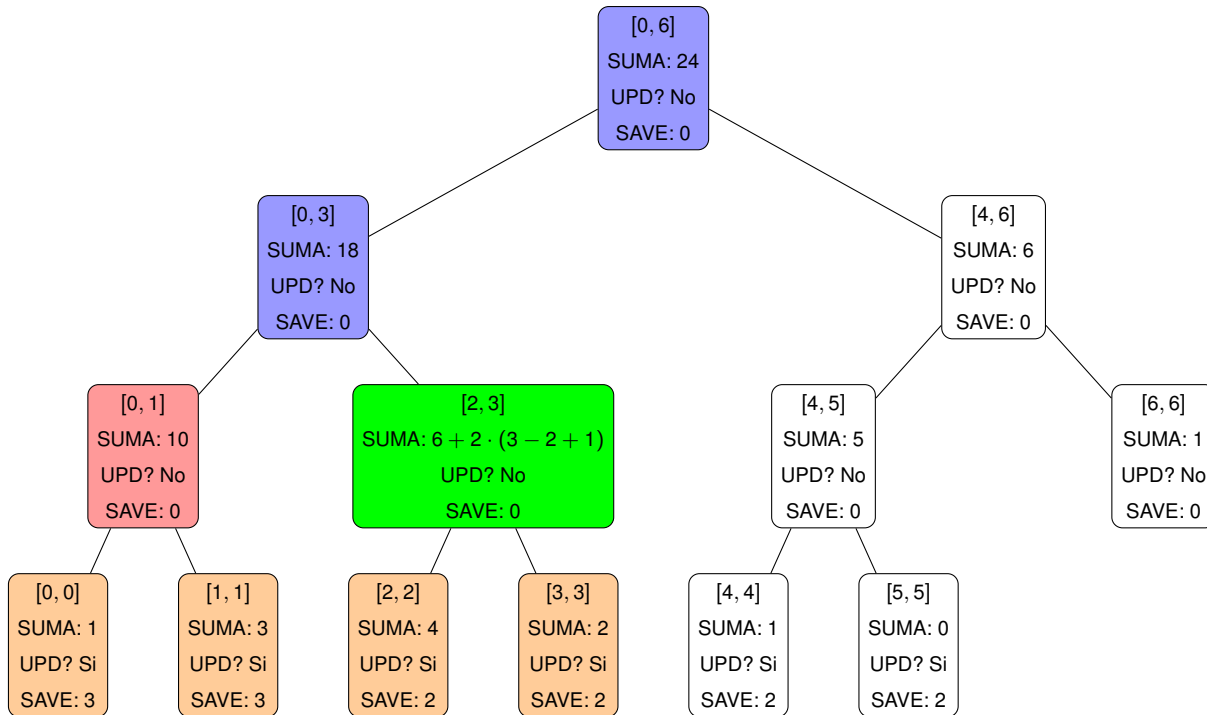 [0, 6]
SUMA: 24
UPD? No
SAVE: 0
[0, 3]
SUMA: 18
UPD? No
SAVE: 0
[4, 6]
SUMA: 6
UPD? No
SAVE: 0
[0, 1]
SUMA: 10
UPD? No
SAVE: 0
[2, 3]
SUMA: 6 + 2 · (3 − 2 + 1)
UPD? No
SAVE: 0
[4, 5]
SUMA: 5
UPD? No
SAVE: 0
[6, 6]
SUMA: 1
UPD? No
SAVE: 0
[0, 0]
SUMA: 1
UPD? Si
SAVE: 3
[1, 1]
SUMA: 3
UPD? Si
SAVE: 3
[2, 2]
SUMA: 4
UPD? Si
SAVE: 2
[3, 3]
SUMA: 2
UPD? Si
SAVE: 2
[4, 4]
SUMA: 1
UPD? Si
SAVE: 2
[5, 5]
SUMA: 0
UPD? Si
SAVE: 2